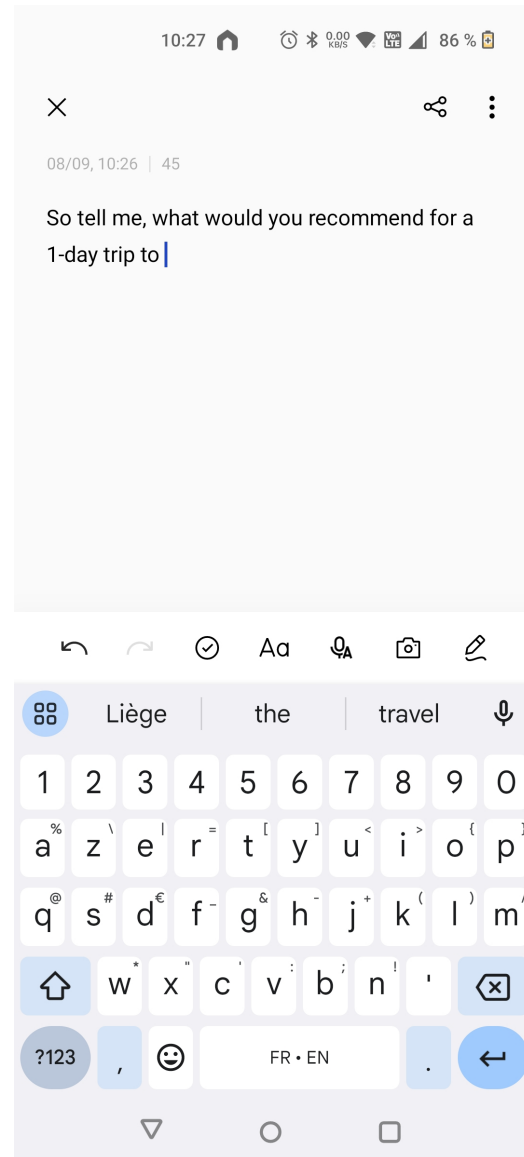 10:27 0.00 KB/S Vo) LTE 86 %
08/09, 10:26 | 45
So tell me, what would you recommend for a
1-day trip to
Aa A
Liège the travel
1 2 3 4 5 6 7 8 9 0
% \ | = [ ] < > { }
a z e r t y u i o p
@ # € - & - + ( ) /
q s d f g h j k l m
* " ' : ; !
w x c v b n '
?123 , FR • EN .